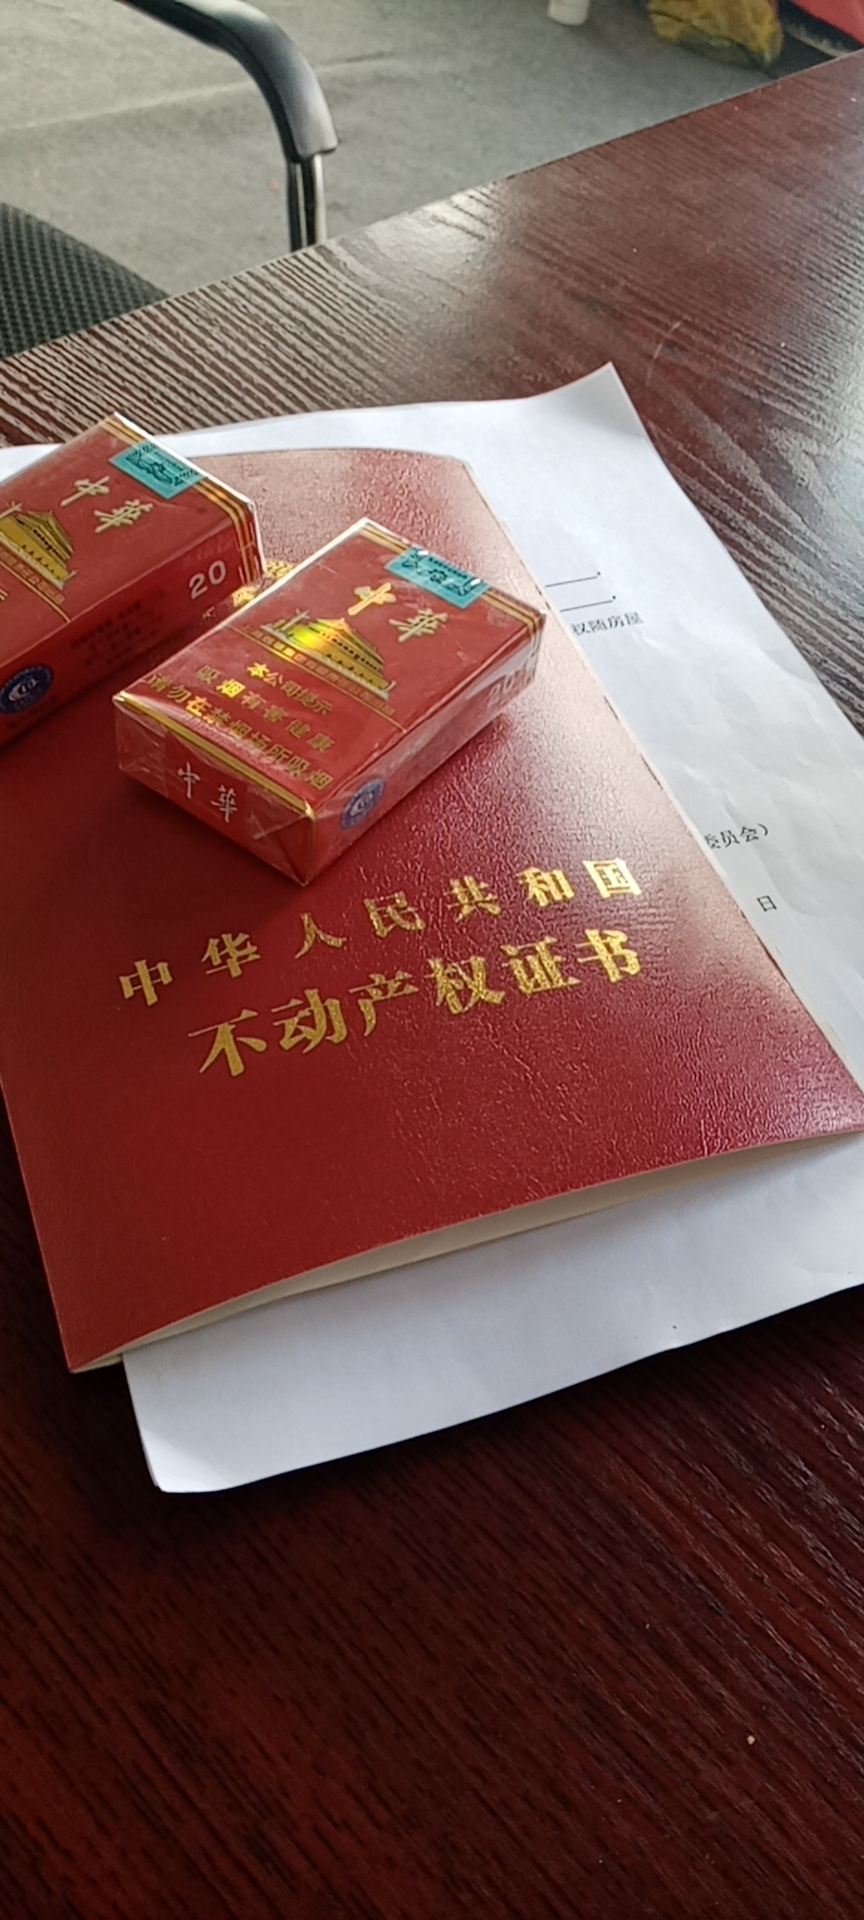 中華
20
中華
本公司提示
吸烟有害健康
请勿在禁烟场所吸烟
中華
权随房屋
委员会）
日
中华人民共和国
不动产权证书